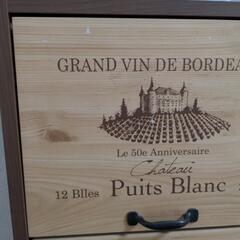 GRAND VIN DE BORDEA
Le 50e Anniversaire
Château
12 Blles Puits Blanc